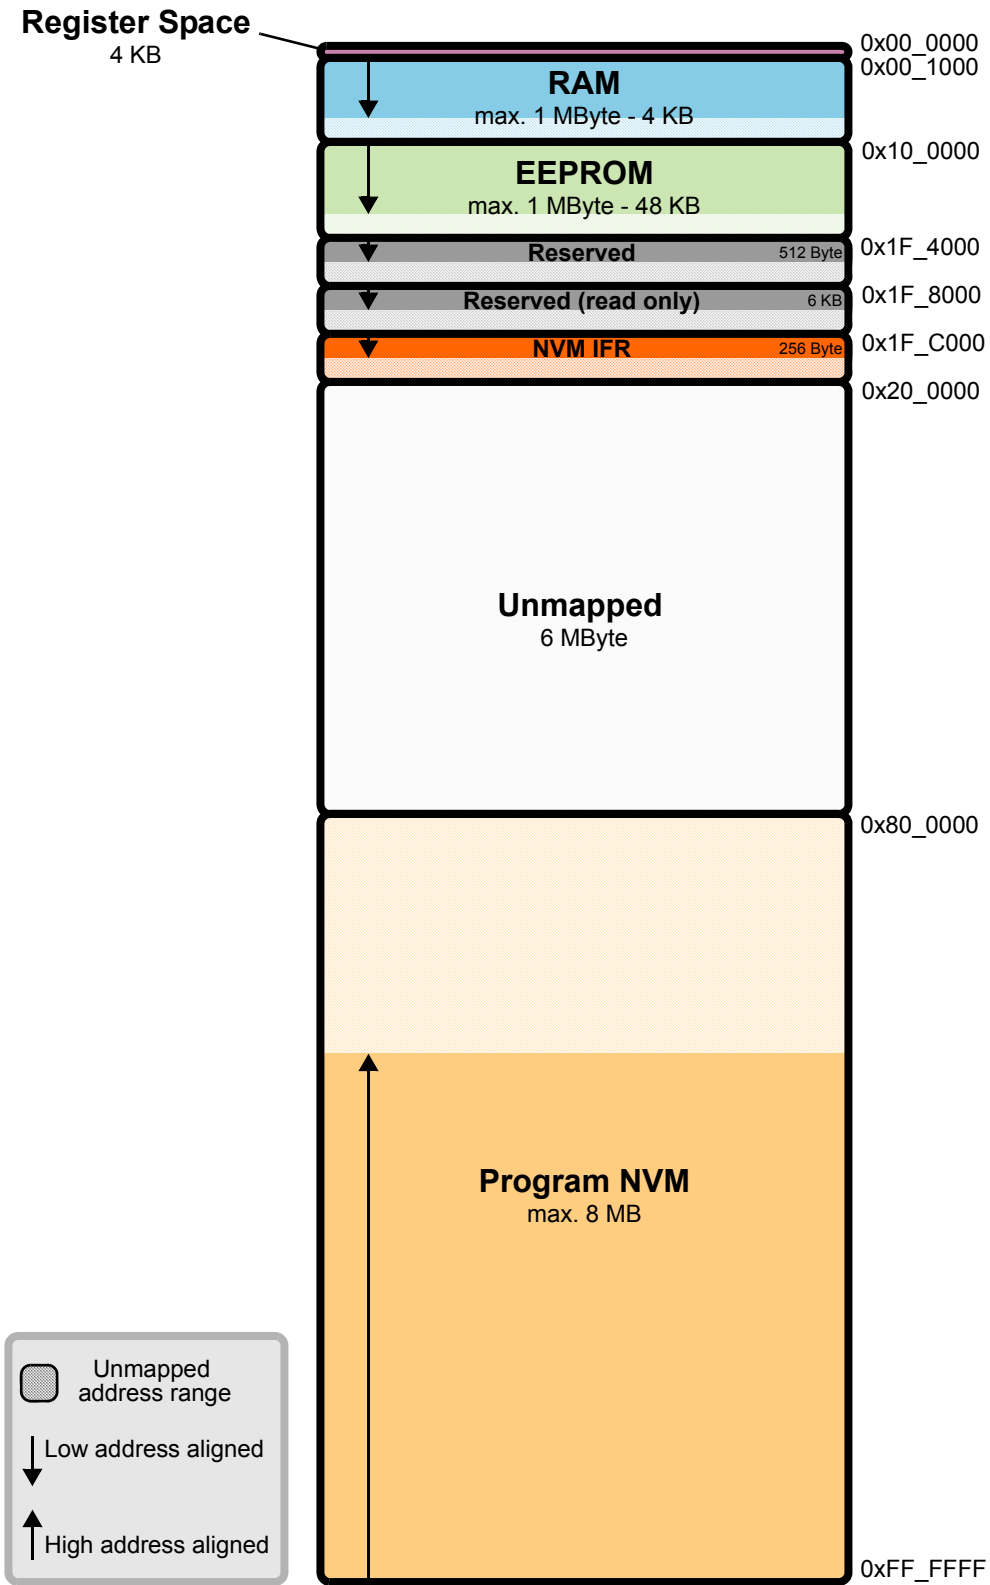 Register Space
4 KB
0x00_0000
0x00_1000
RAM
max. 1 MByte - 4 KB
0x10_0000
EEPROM
max. 1 MByte - 48 KB
0x1F_4000
Reserved 512 Byte
0x1F_8000
Reserved (read only) 6 KB
0x1F_C000
NVM IFR 256 Byte
0x20_0000
Unmapped
6 MByte
0x80_0000
Program NVM
max. 8 MB
0xFF_FFFF
Unmapped
address range
Low address aligned
High address aligned